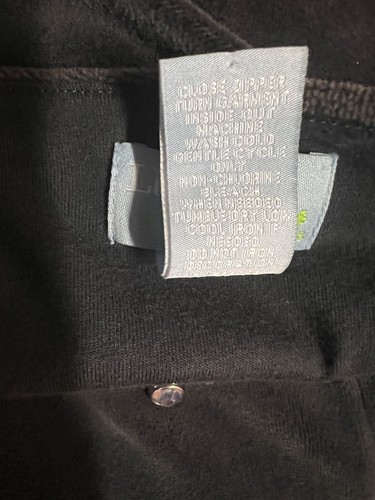 CLOSE ZIPPER
TURN GARMENT
INSIDE OUT
MACHINE
WASH COLD
GENTLE CYCLE
ONLY
NON-CHLORINE
BLEACH
WHEN NEEDED
TUMBLE DRY LOW
COOL IRON IF
NEEDED
DO NOT IRON
DECORATION